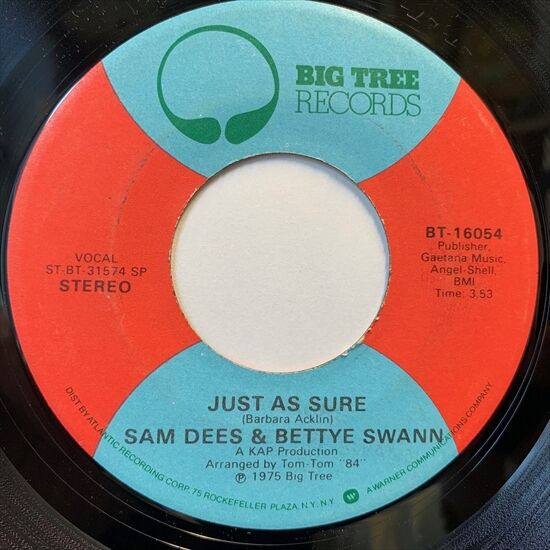 BIG TREE
RECORDS
VOCAL
ST-BT-31574 SP
STEREO
BT-16054
Publisher,
Gaetana Music,
Angel-Shell,
BMI
Time: 3:53
JUST AS SURE
(Barbara Acklin)
SAM DEES & BETTYE SWANN
A KAP Production
Arranged by Tom-Tom "84"
℗ 1975 Big Tree
DIST BY ATLANTIC RECORDING CORP. 75 ROCKEFELLER PLAZA, N.Y. N.Y. W A WARNER COMMUNICATIONS COMPANY